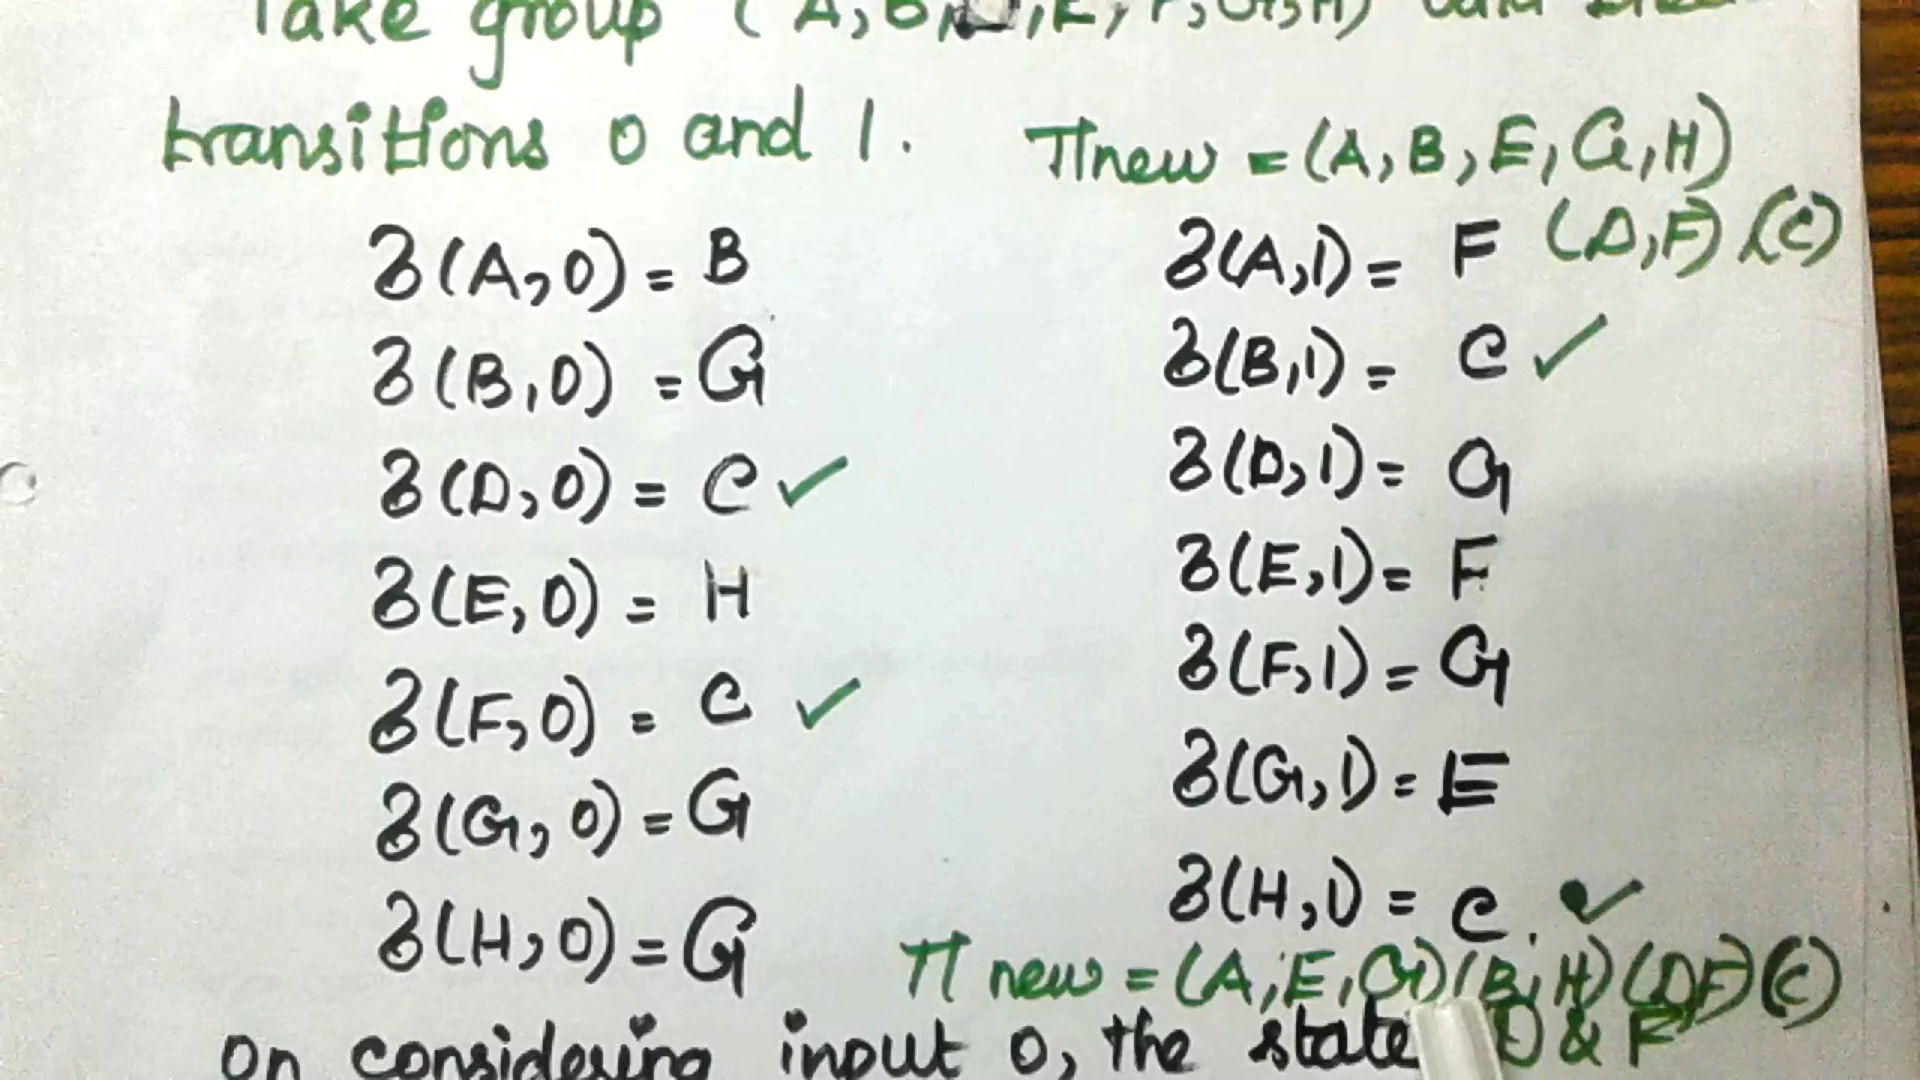 Take group (A,B, ,E,F,G,H) and
transitions 0 and 1.
Πnew = (A,B,E,G,H)
(D,F) (C)
δ(A,0) = B
δ(A,1) = F
δ(B,0) = G
δ(B,1) = C ✓
δ(D,0) = C ✓
δ(D,1) = G
δ(E,0) = H
δ(E,1) = F
δ(F,0) = C ✓
δ(F,1) = G
δ(G,0) = G
δ(G,1) = E
δ(H,0) = G
δ(H,1) = C. ✓
Π new = (A,E,G)(B,H)(D,F)(C)
On considering input 0, the state D & F